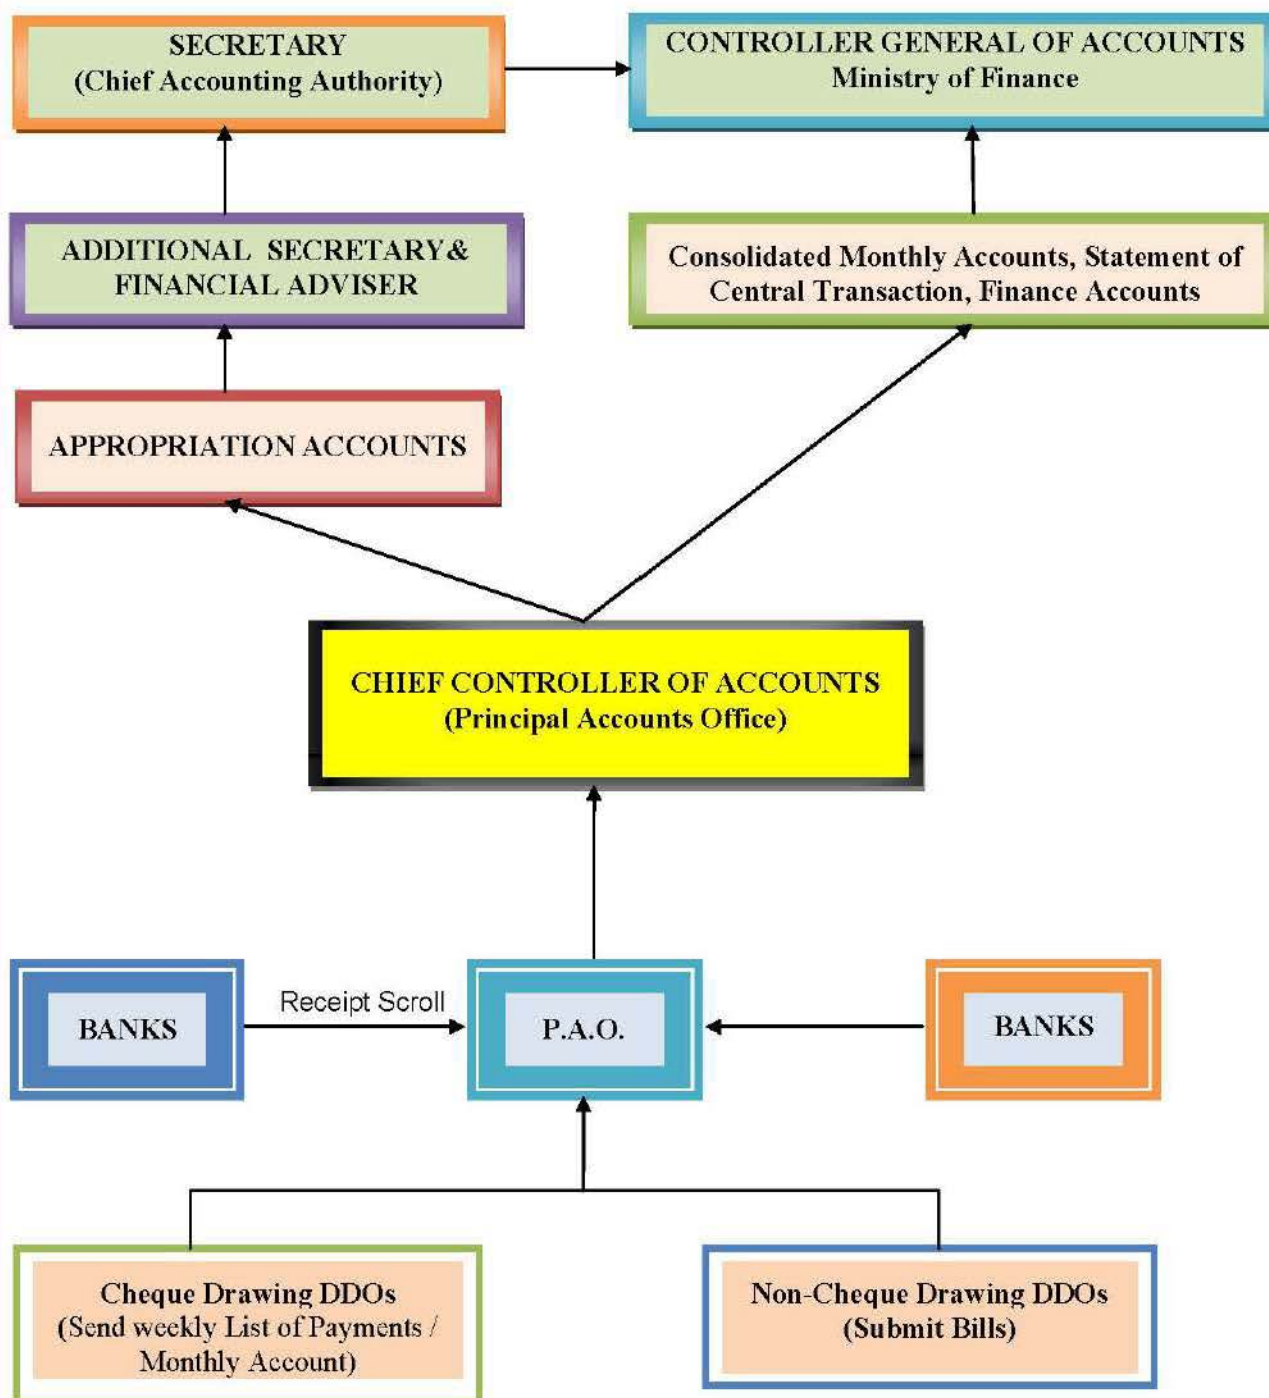 SECRETARY
(Chief Accounting Authority)
CONTROLLER GENERAL OF ACCOUNTS
Ministry of Finance
ADDITIONAL SECRETARY&
FINANCIAL ADVISER
Consolidated Monthly Accounts, Statement of
Central Transaction, Finance Accounts
APPROPRIATION ACCOUNTS
CHIEF CONTROLLER OF ACCOUNTS
(Principal Accounts Office)
BANKS
Receipt Scroll
P.A.O.
BANKS
Cheque Drawing DDOs
(Send weekly List of Payments /
Monthly Account)
Non-Cheque Drawing DDOs
(Submit Bills)